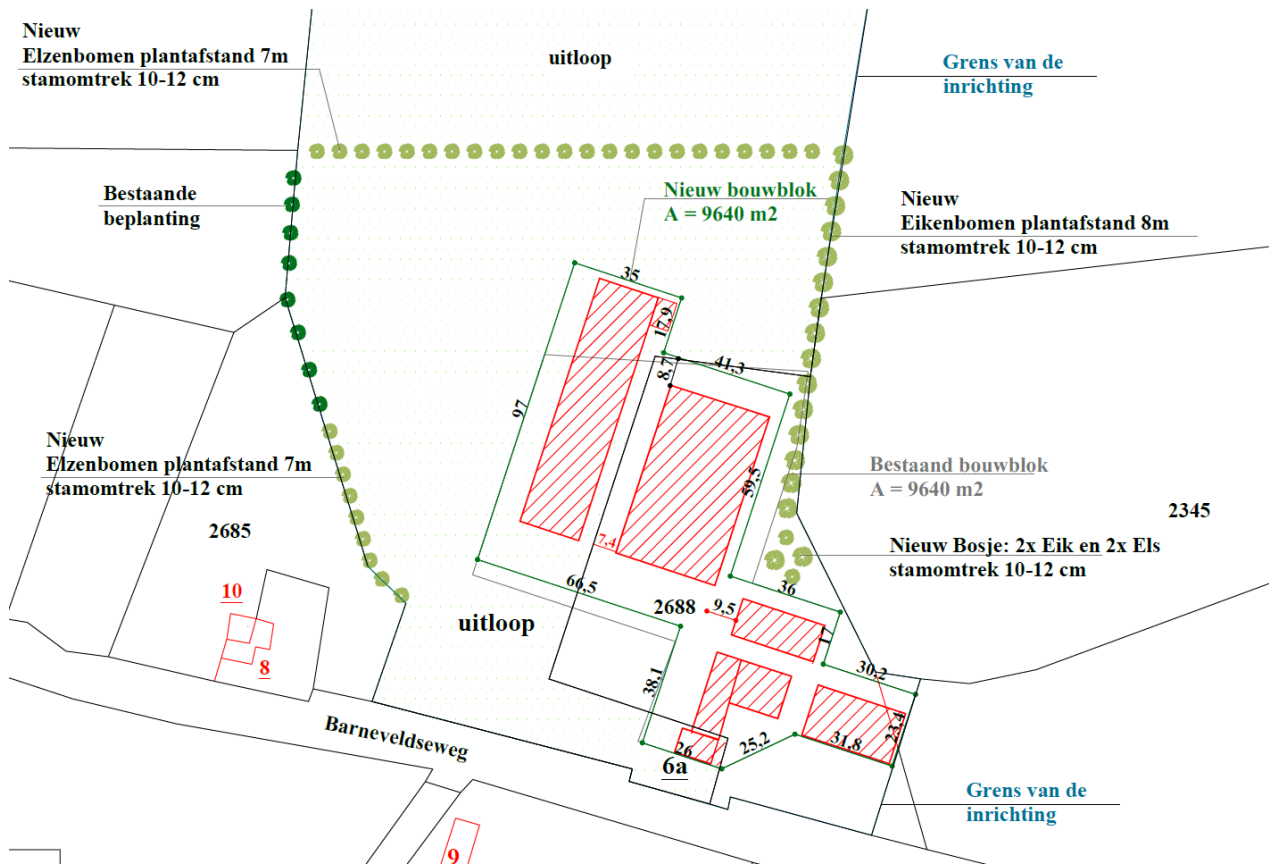 Nieuw
Elzenbomen plantafstand 7m
stamomtrek 10-12 cm
uitloop
Grens van de
inrichting
Bestaande
beplanting
Nieuw bouwblok
A = 9640 m2
Nieuw
Eikenbomen plantafstand 8m
stamomtrek 10-12 cm
35
17,9
8,7
41,3
97
59,5
Nieuw
Elzenbomen plantafstand 7m
stamomtrek 10-12 cm
Bestaand bouwblok
A = 9640 m2
2685
2345
7,4
Nieuw Bosje: 2x Eik en 2x Els
stamomtrek 10-12 cm
66,5
36
10
8
uitloop
2688
9,5
17
38,1
30,2
23,4
Barneveldseweg
26
25,2
31,8
6a
Grens van de
inrichting
9